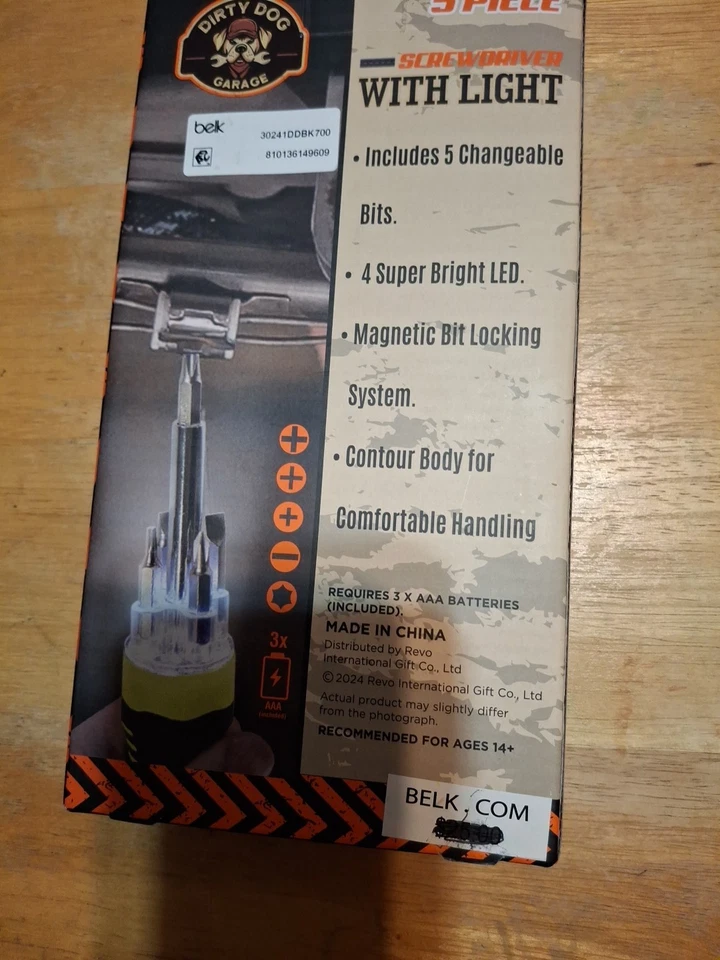 5 PIECE
DIRTY DOG
GARAGE
SCREWDRIVER
WITH LIGHT
belk
30241DDBK700
810136149609
• Includes 5 Changeable
Bits.
• 4 Super Bright LED.
• Magnetic Bit Locking
System.
• Contour Body for
Comfortable Handling
3x
AAA
REQUIRES 3 X AAA BATTERIES
(INCLUDED).
MADE IN CHINA
Distributed by Revo
International Gift Co., Ltd
©2024 Revo International Gift Co., Ltd
Actual product may slightly differ
from the photograph.
RECOMMENDED FOR AGES 14+
BELK.COM